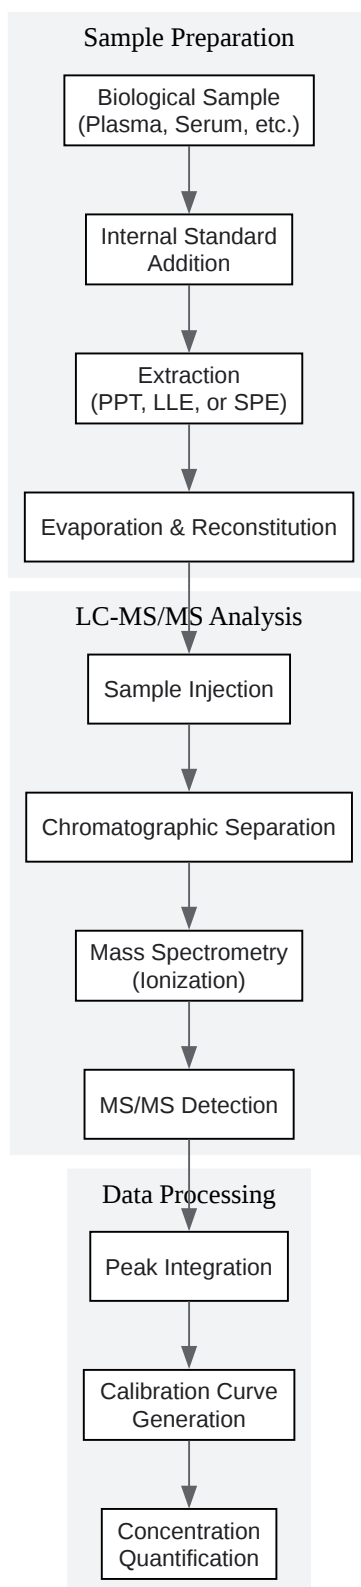 Sample Preparation
Biological Sample
(Plasma, Serum, etc.)
Internal Standard
Addition
Extraction
(PPT, LLE, or SPE)
Evaporation & Reconstitution
LC-MS/MS Analysis
Sample Injection
Chromatographic Separation
Mass Spectrometry
(Ionization)
MS/MS Detection
Data Processing
Peak Integration
Calibration Curve
Generation
Concentration
Quantification